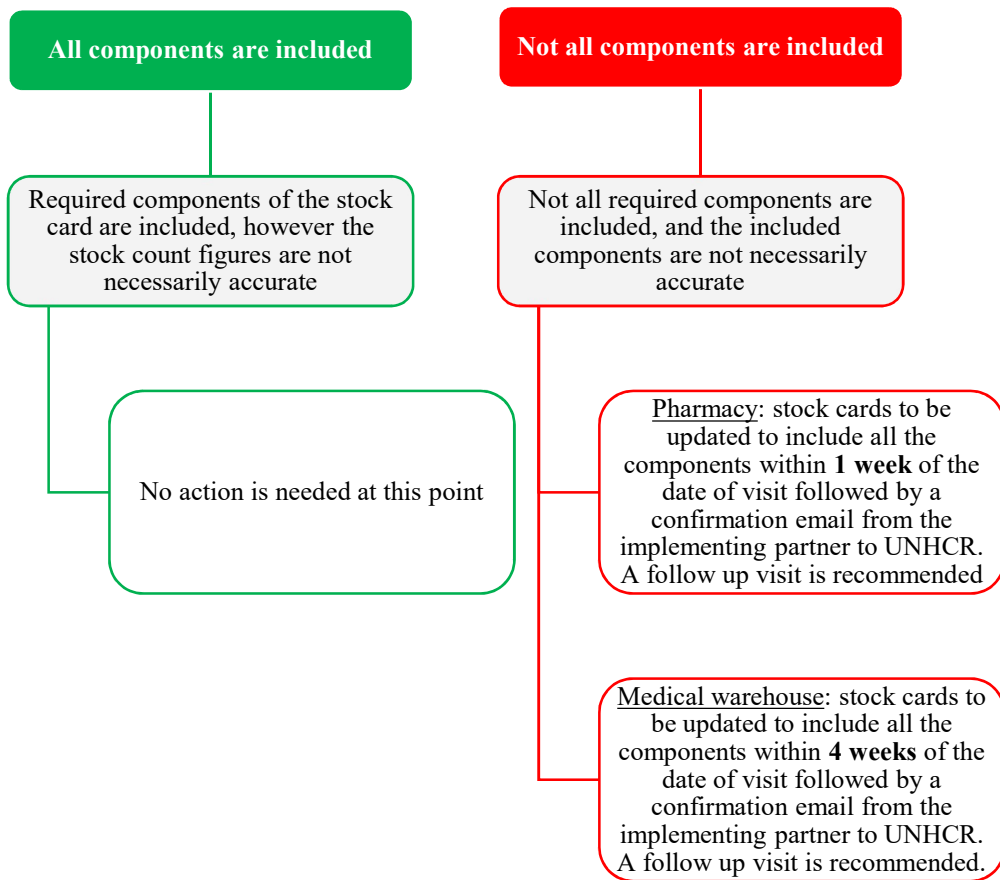 All components are included
Required components of the stock
card are included, however the
stock count figures are not
necessarily accurate
No action is needed at this point
Not all components are included
Not all required components are
included, and the included
components are not necessarily
accurate
Pharmacy: stock cards to be
updated to include all the
components within 1 week of the
date of visit followed by a
confirmation email from the
implementing partner to UNHCR.
A follow up visit is recommended
Medical warehouse: stock cards to
be updated to include all the
components within 4 weeks of the
date of visit followed by a
confirmation email from the
implementing partner to UNHCR.
A follow up visit is recommended.